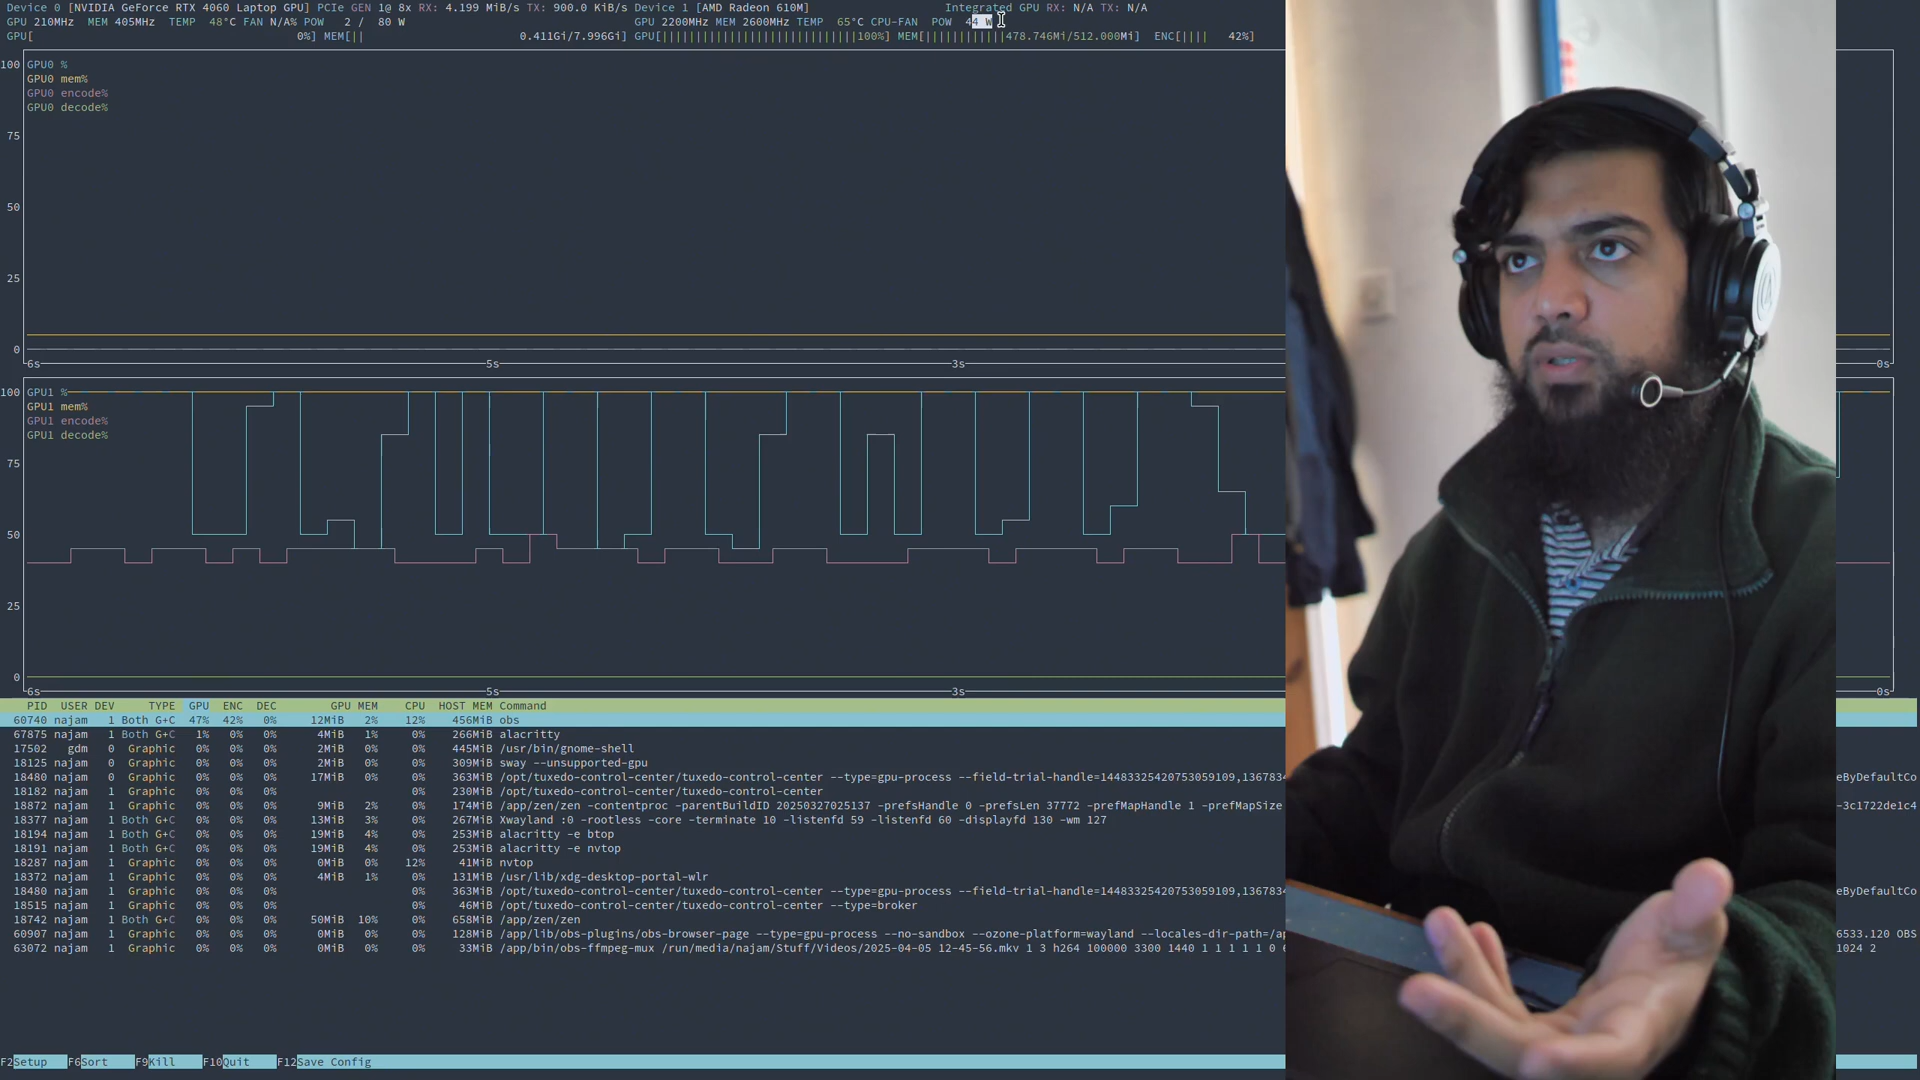 Device 0 [NVIDIA GeForce RTX 4060 Laptop GPU] PCIe GEN 1@ 8x RX: 4.199 MiB/s TX: 900.0 KiB/s Device 1 [AMD Radeon 610M] Integrated GPU RX: N/A TX: N/A
GPU 210MHz MEM 405MHz TEMP 48°C FAN N/A% POW 2 / 80 W GPU 2200MHz MEM 2600MHz TEMP 65°C CPU-FAN POW 44 W
GPU[ 0%] MEM[|| 0.411Gi/7.996Gi] GPU[||||||||||||||||||||||||||||100%] MEM[||||||||||||478.746Mi/512.000Mi] ENC[|||| 42%]
100
GPU0 %
GPU0 mem%
GPU0 encode%
GPU0 decode%
75
50
25
0
6s 5s 3s 0s
100
GPU1 %
GPU1 mem%
GPU1 encode%
GPU1 decode%
75
50
25
0
6s 5s 3s 0s
PID USER DEV TYPE GPU ENC DEC GPU MEM CPU HOST MEM Command
60740 najam 1 Both G+C 47% 42% 0% 12MiB 2% 12% 456MiB obs
67875 najam 1 Both G+C 1% 0% 0% 4MiB 1% 0% 266MiB alacritty
17502 gdm 0 Graphic 0% 0% 0% 2MiB 0% 0% 445MiB /usr/bin/gnome-shell
18125 najam 0 Graphic 0% 0% 0% 2MiB 0% 0% 309MiB sway --unsupported-gpu
18480 najam 0 Graphic 0% 0% 0% 17MiB 0% 0% 363MiB /opt/tuxedo-control-center/tuxedo-control-center --type=gpu-process --field-trial-handle=14483325420753059109,1367834 eByDefaultCo
18182 najam 1 Graphic 0% 0% 0% 0% 230MiB /opt/tuxedo-control-center/tuxedo-control-center
18872 najam 1 Both G+C 0% 0% 0% 9MiB 2% 0% 174MiB /app/zen/zen -contentproc -parentBuildID 20250327025137 -prefsHandle 0 -prefsLen 37772 -prefMapHandle 1 -prefMapSize -3c1722de1c4
18377 najam 1 Both G+C 0% 0% 0% 13MiB 3% 0% 267MiB Xwayland :0 -rootless -core -terminate 10 -listenfd 59 -listenfd 60 -displayfd 130 -wm 127
18194 najam 1 Both G+C 0% 0% 0% 19MiB 4% 0% 253MiB alacritty -e btop
18191 najam 1 Both G+C 0% 0% 0% 19MiB 4% 0% 253MiB alacritty -e nvtop
18287 najam 1 Graphic 0% 0% 0% 0MiB 0% 12% 41MiB nvtop
18372 najam 1 Graphic 0% 0% 0% 4MiB 1% 0% 131MiB /usr/lib/xdg-desktop-portal-wlr
18480 najam 1 Graphic 0% 0% 0% 0% 363MiB /opt/tuxedo-control-center/tuxedo-control-center --type=gpu-process --field-trial-handle=14483325420753059109,1367834 eByDefaultCo
18515 najam 1 Graphic 0% 0% 0% 0% 46MiB /opt/tuxedo-control-center/tuxedo-control-center --type=broker
18742 najam 1 Both G+C 0% 0% 0% 50MiB 10% 0% 658MiB /app/zen/zen
60907 najam 1 Graphic 0% 0% 0% 0MiB 0% 0% 128MiB /app/lib/obs-plugins/obs-browser-page --type=gpu-process --no-sandbox --ozone-platform=wayland --locales-dir-path=/ap 6533.120 OBS
63072 najam 1 Graphic 0% 0% 0% 0MiB 0% 0% 33MiB /app/bin/obs-ffmpeg-mux /run/media/najam/Stuff/Videos/2025-04-05 12-45-56.mkv 1 3 h264 100000 3300 1440 1 1 1 1 1 0 6 1024 2
F2Setup F6Sort F9Kill F10Quit F12Save Config